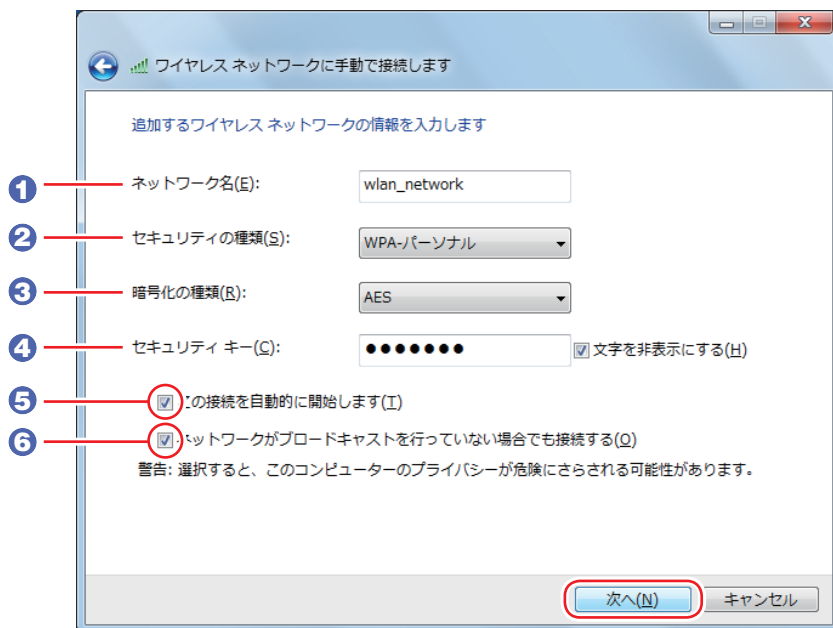 ワイヤレス ネットワークに手動で接続します
追加するワイヤレス ネットワークの情報を入力します
1 ネットワーク名(E): wlan_network
2 セキュリティの種類(S): WPA-パーソナル
3 暗号化の種類(R): AES
4 セキュリティ キー(C): ●●●●●●● 文字を非表示にする(H)
5 この接続を自動的に開始します(T)
6 ネットワークがブロードキャストを行っていない場合でも接続する(O)
警告: 選択すると、このコンピューターのプライバシーが危険にさらされる可能性があります。
次へ(N) キャンセル